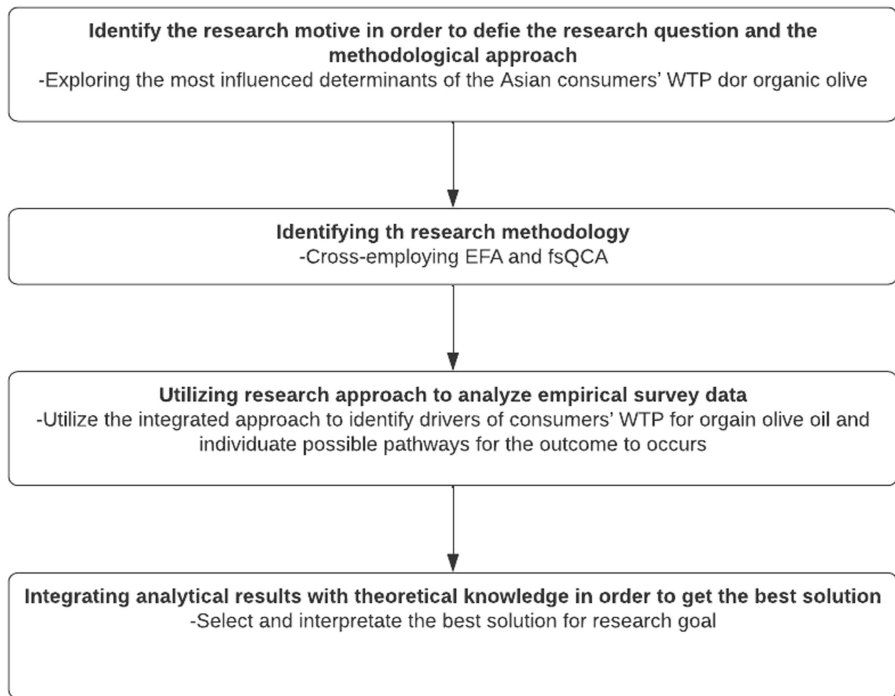 Identify the research motive in order to defie the research question and the
methodological approach
-Exploring the most influenced determinants of the Asian consumers’ WTP dor organic olive
Identifying th research methodology
-Cross-employing EFA and fsQCA
Utilizing research approach to analyze empirical survey data
-Utilize the integrated approach to identify drivers of consumers’ WTP for orgain olive oil and
individuate possible pathways for the outcome to occurs
Integrating analytical results with theoretical knowledge in order to get the best solution
-Select and interpretate the best solution for research goal